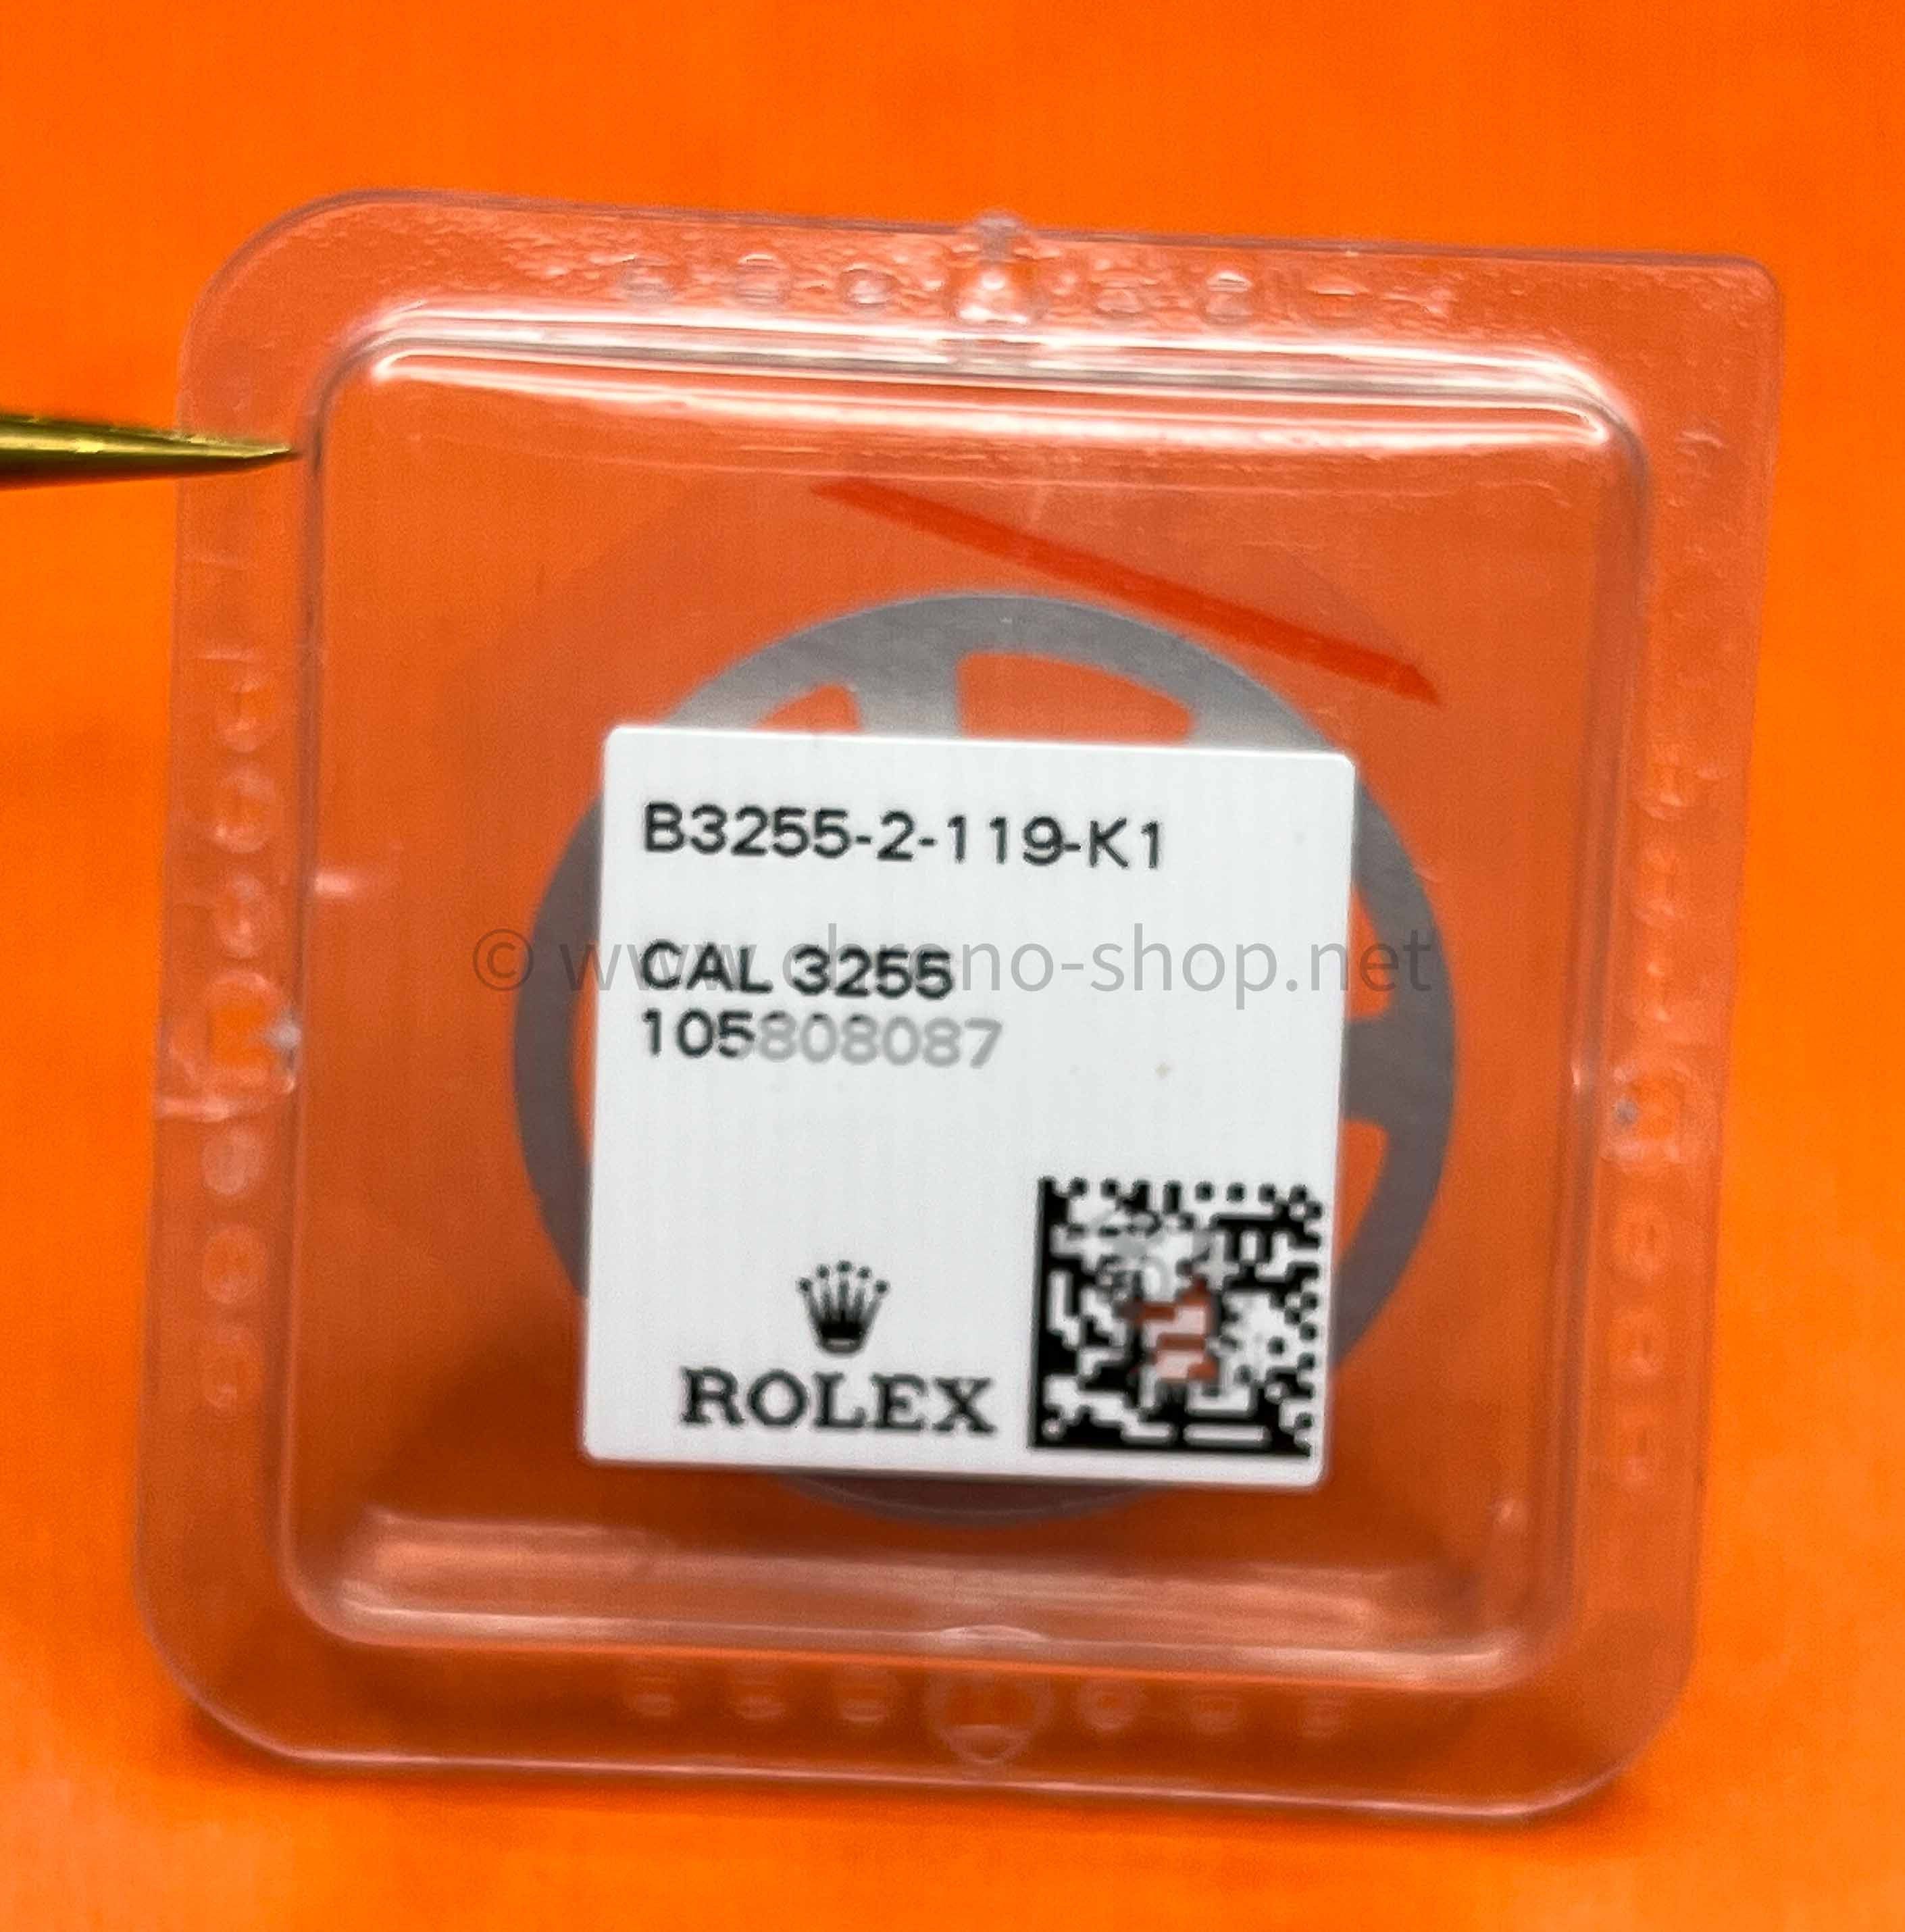 B3255-2-119-K1
© www.chrono-shop.net
CAL 3255
105808087
ROLEX